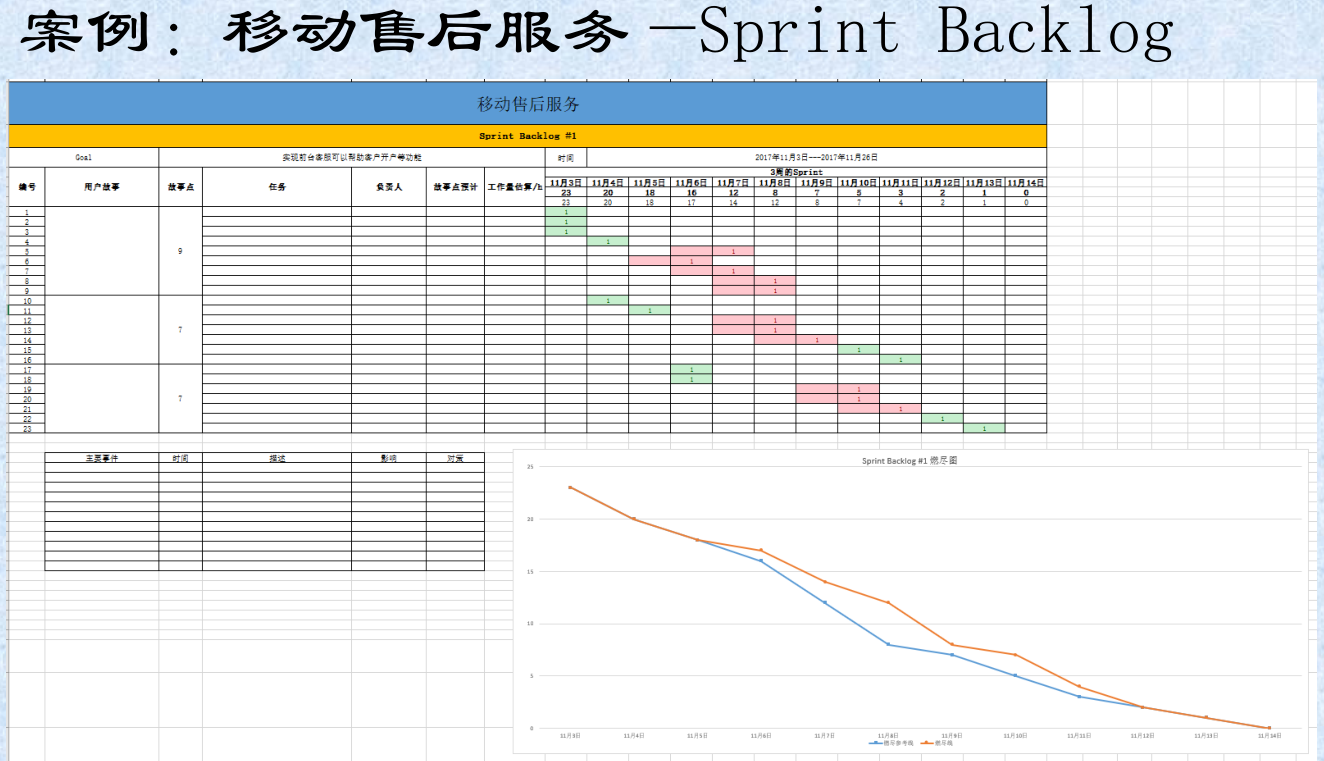 案例: 移动售后服务 —Sprint Backlog
移动售后服务
Sprint Backlog #1
Goal 实现前台客服可以帮助客户开户等功能 时间 2017年11月3日---2017年11月26日
3周的Sprint
编号 用户故事 故事点 任务 负责人 故事点预计 工作量估算/h 11月3日 11月4日 11月5日 11月6日 11月7日 11月8日 11月9日 11月10日 11月11日 11月12日 11月13日 11月14日
23 20 18 16 12 8 7 5 3 2 1 0
23 20 18 17 14 12 8 7 4 2 1 0
1 1
2 1
3 1
4 1
5 9 1
6 1
7 1
8 1
9 1
10 1
11 1
12 1
13 7 1
14 1
15 1
16 1
17 1
18 1
19 1
20 7 1
21 1
22 1
23 1
主要事件 时间 描述 影响 对策
Sprint Backlog #1 燃尽图
25
20
15
10
5
0
11月3日 11月4日 11月5日 11月6日 11月7日 11月8日 11月9日 11月10日 11月11日 11月12日 11月13日 11月14日
燃尽参考线 燃尽线